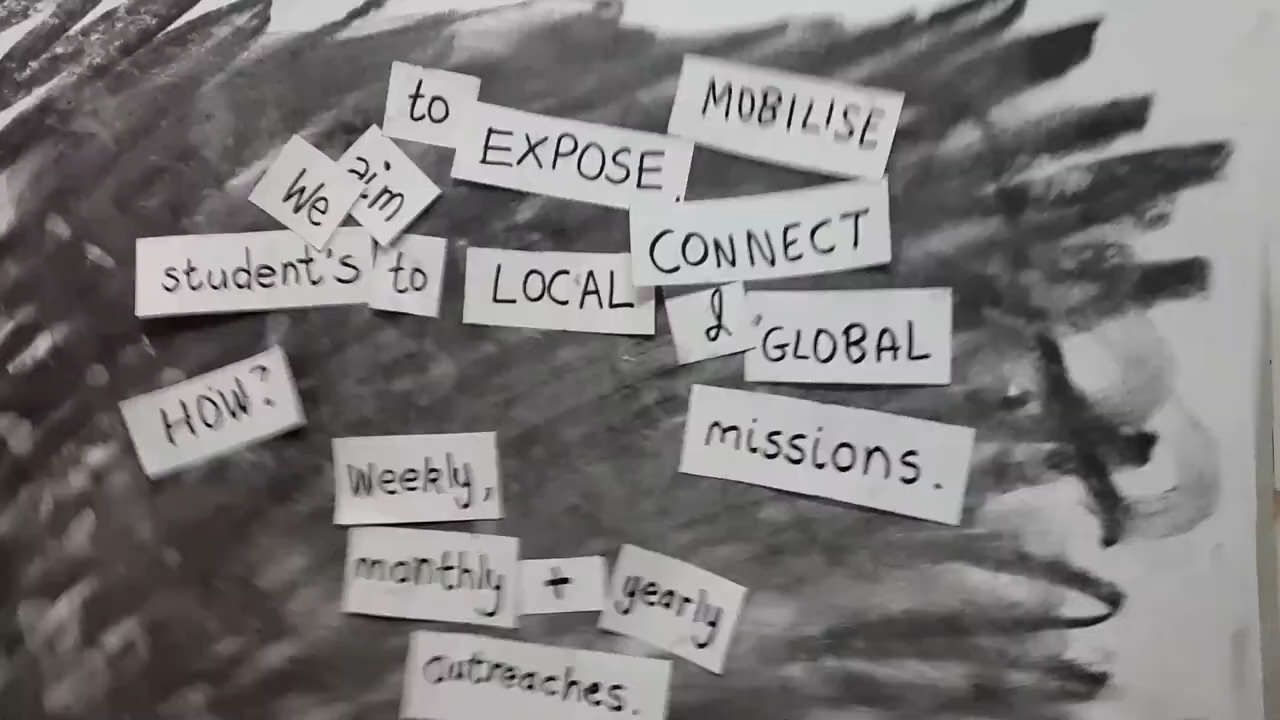 We aim to EXPOSE, MOBILISE
CONNECT
student's to LOCAL & GLOBAL
missions.
HOW?
Weekly,
monthly + yearly
outreaches.